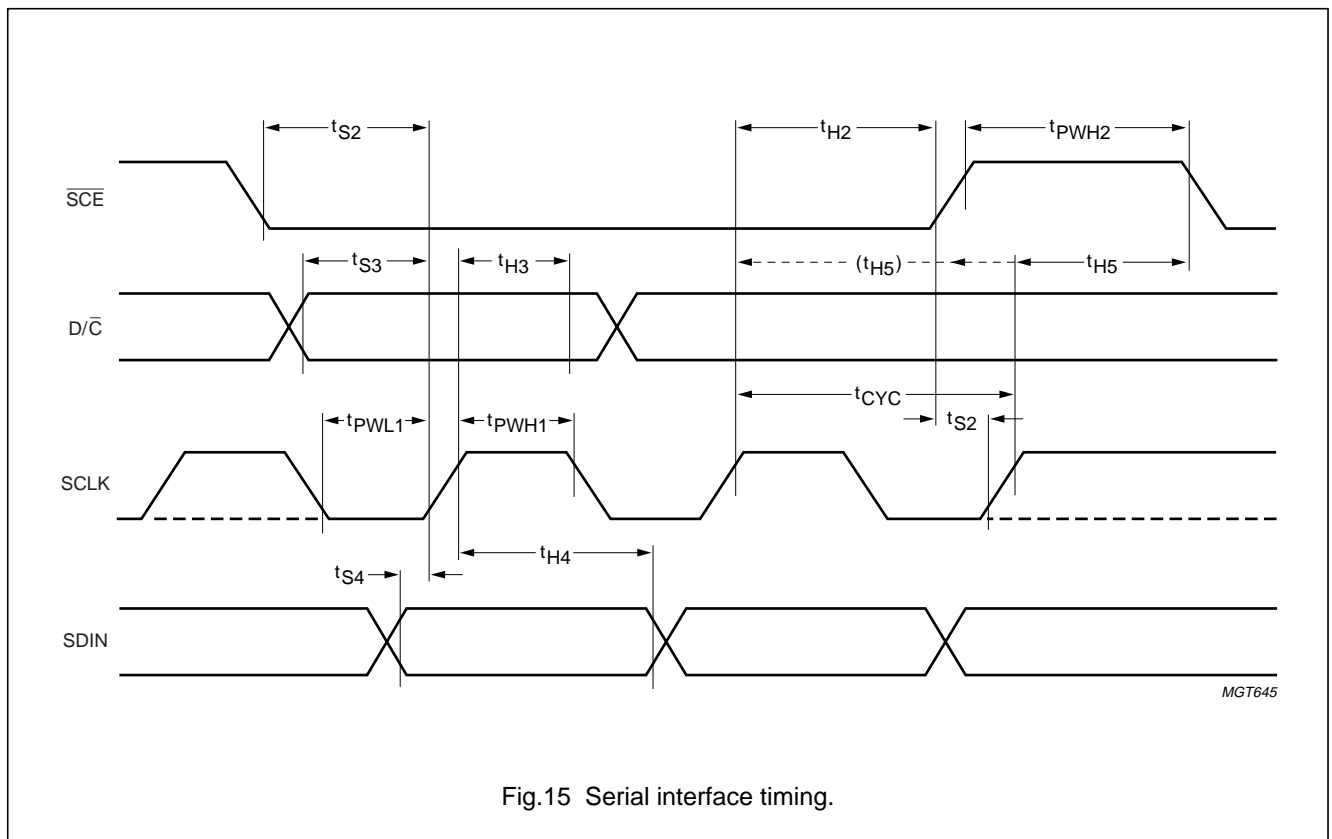 tS2 tH2 tPWH2
SCE
tS3 tH3 (tH5) tH5
D/C
tCYC
tPWL1 tPWH1 tS2
SCLK
tH4
tS4
SDIN
MGT645
Fig.15 Serial interface timing.